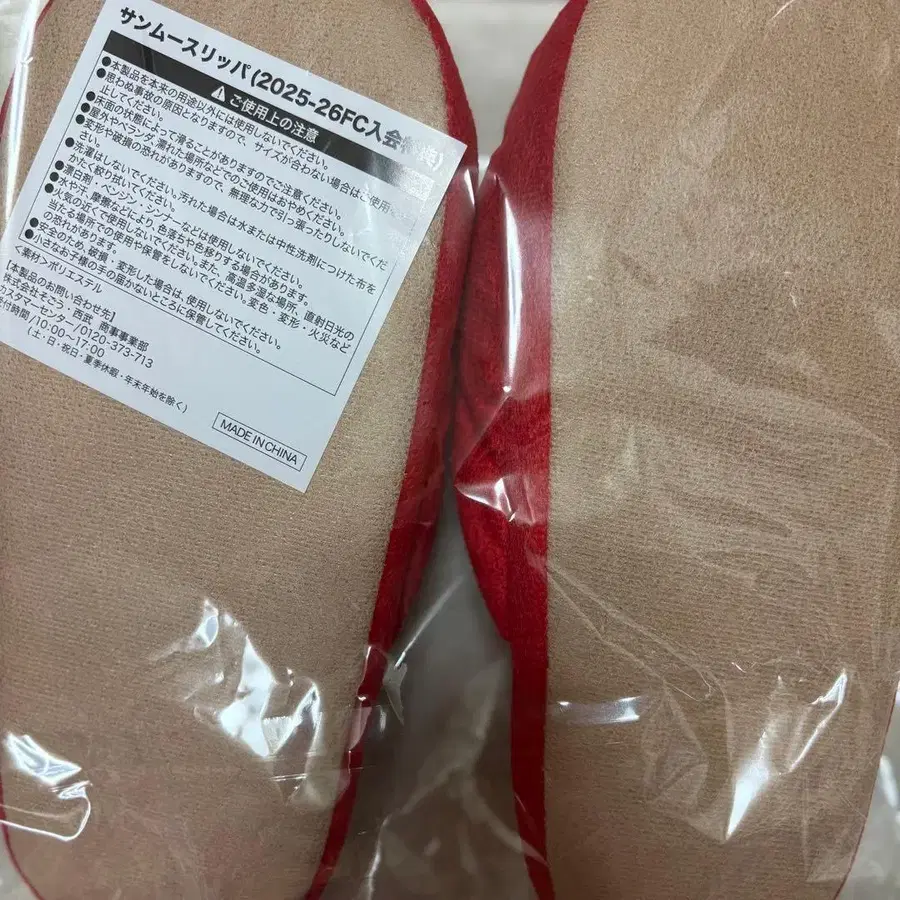 サンムースリッパ(2025-26FC入会特典)
⚠ご使用上の注意
●本製品を本来の用途以外には使用しないでください。
●思わぬ事故の原因となりますので、サイズが合わない場合はご使用を中
止してください。
●床面の状態によって滑ることがありますのでご注意ください。
●屋外やベランダ、濡れた場所などでのご使用はおやめください。
●変形や破損の恐れがありますので、無理な力で引っ張ったりしないでくだ
さい。
●洗濯はしないでください。汚れた場合は水または中性洗剤につけた布を
かたく絞り拭いてください。
●漂白剤・ベンジン・シンナーなどは使用しないでください。
●水や汗、摩擦などにより、色落ちや色移りする場合があります。
●火気の近くで使用しないでください。また、高温多湿な場所、直射日光の
当たる場所での使用や保管をしないでください。変色・変形・火災など
の恐れがあります。
●安全のため、破損・変形した場合は、使用しないでください。
●小さなお子様の手の届かないところに保管してください。
<素材>ポリエステル
【本製品のお問い合わせ先】
株式会社そごう・西武 商事事業部
カスタマーセンター/0120-373-713
受付時間/10:00~17:00
(土・日・祝日・夏季休暇・年末年始を除く)
MADE IN CHINA